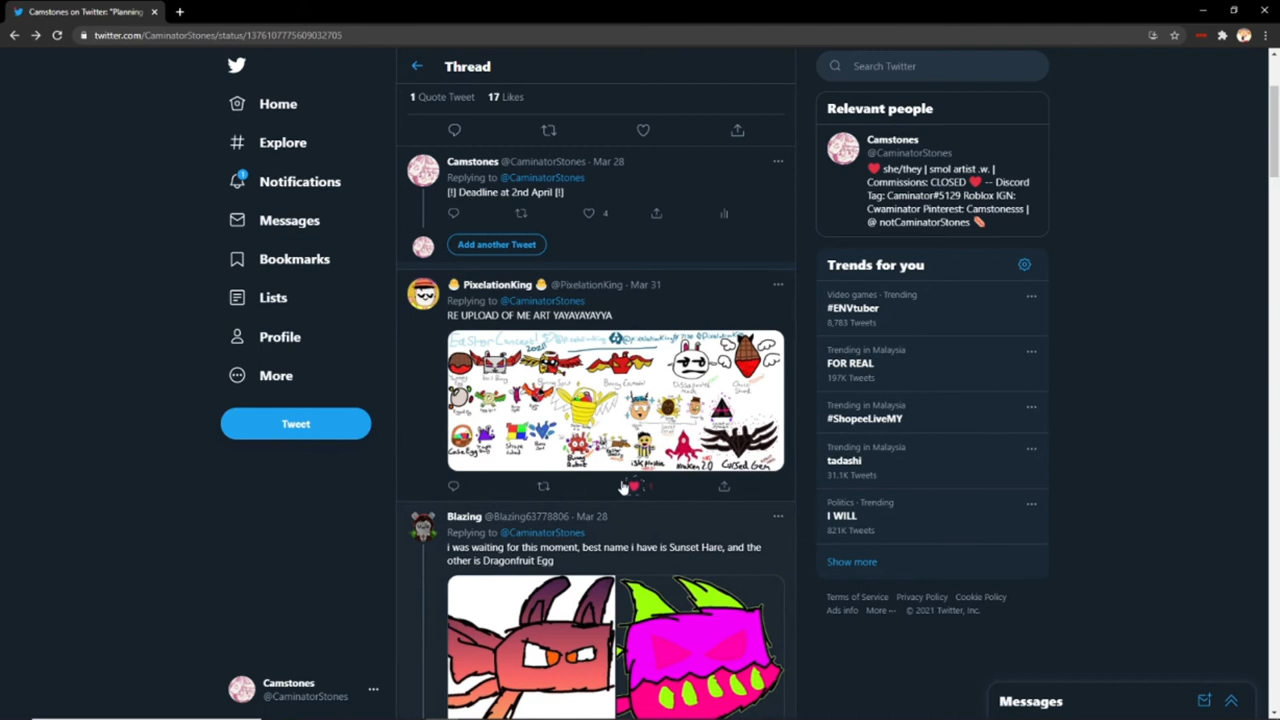 Camstones on Twitter: "Planning
twitter.com/CaminatorStones/status/1376107775609032705
Home
Explore
1
Notifications
Messages
Bookmarks
Lists
Profile
More
Tweet
Camstones
@CaminatorStones
Thread
1 Quote Tweet 17 Likes
Camstones @CaminatorStones · Mar 28
Replying to @CaminatorStones
[!] Deadline at 2nd April [!]
4
Add another Tweet
PixelationKing @PixelationKing · Mar 31
Replying to @CaminatorStones
RE UPLOAD OF ME ART YAYAYAYAYYA
Easter Concept
2021
Cursed Gem
Blazing @Blazing63778806 · Mar 28
Replying to @CaminatorStones
i was waiting for this moment, best name i have is Sunset Hare, and the
other is Dragonfruit Egg
Search Twitter
Relevant people
Camstones
@CaminatorStones
she/they | smol artist .w. |
Commissions: CLOSED -- Discord
Tag: Caminator#5129 Roblox IGN:
Cwaminator Pinterest: Camstonesss |
@ notCaminatorStones
Trends for you
Video games · Trending
#ENVtuber
8,783 Tweets
Trending in Malaysia
FOR REAL
197K Tweets
Trending in Malaysia
#ShopeeLiveMY
Trending in Malaysia
tadashi
31.1K Tweets
Politics · Trending
I WILL
821K Tweets
Show more
Terms of Service Privacy Policy Cookie Policy
Ads info More ··· © 2021 Twitter, Inc.
Messages